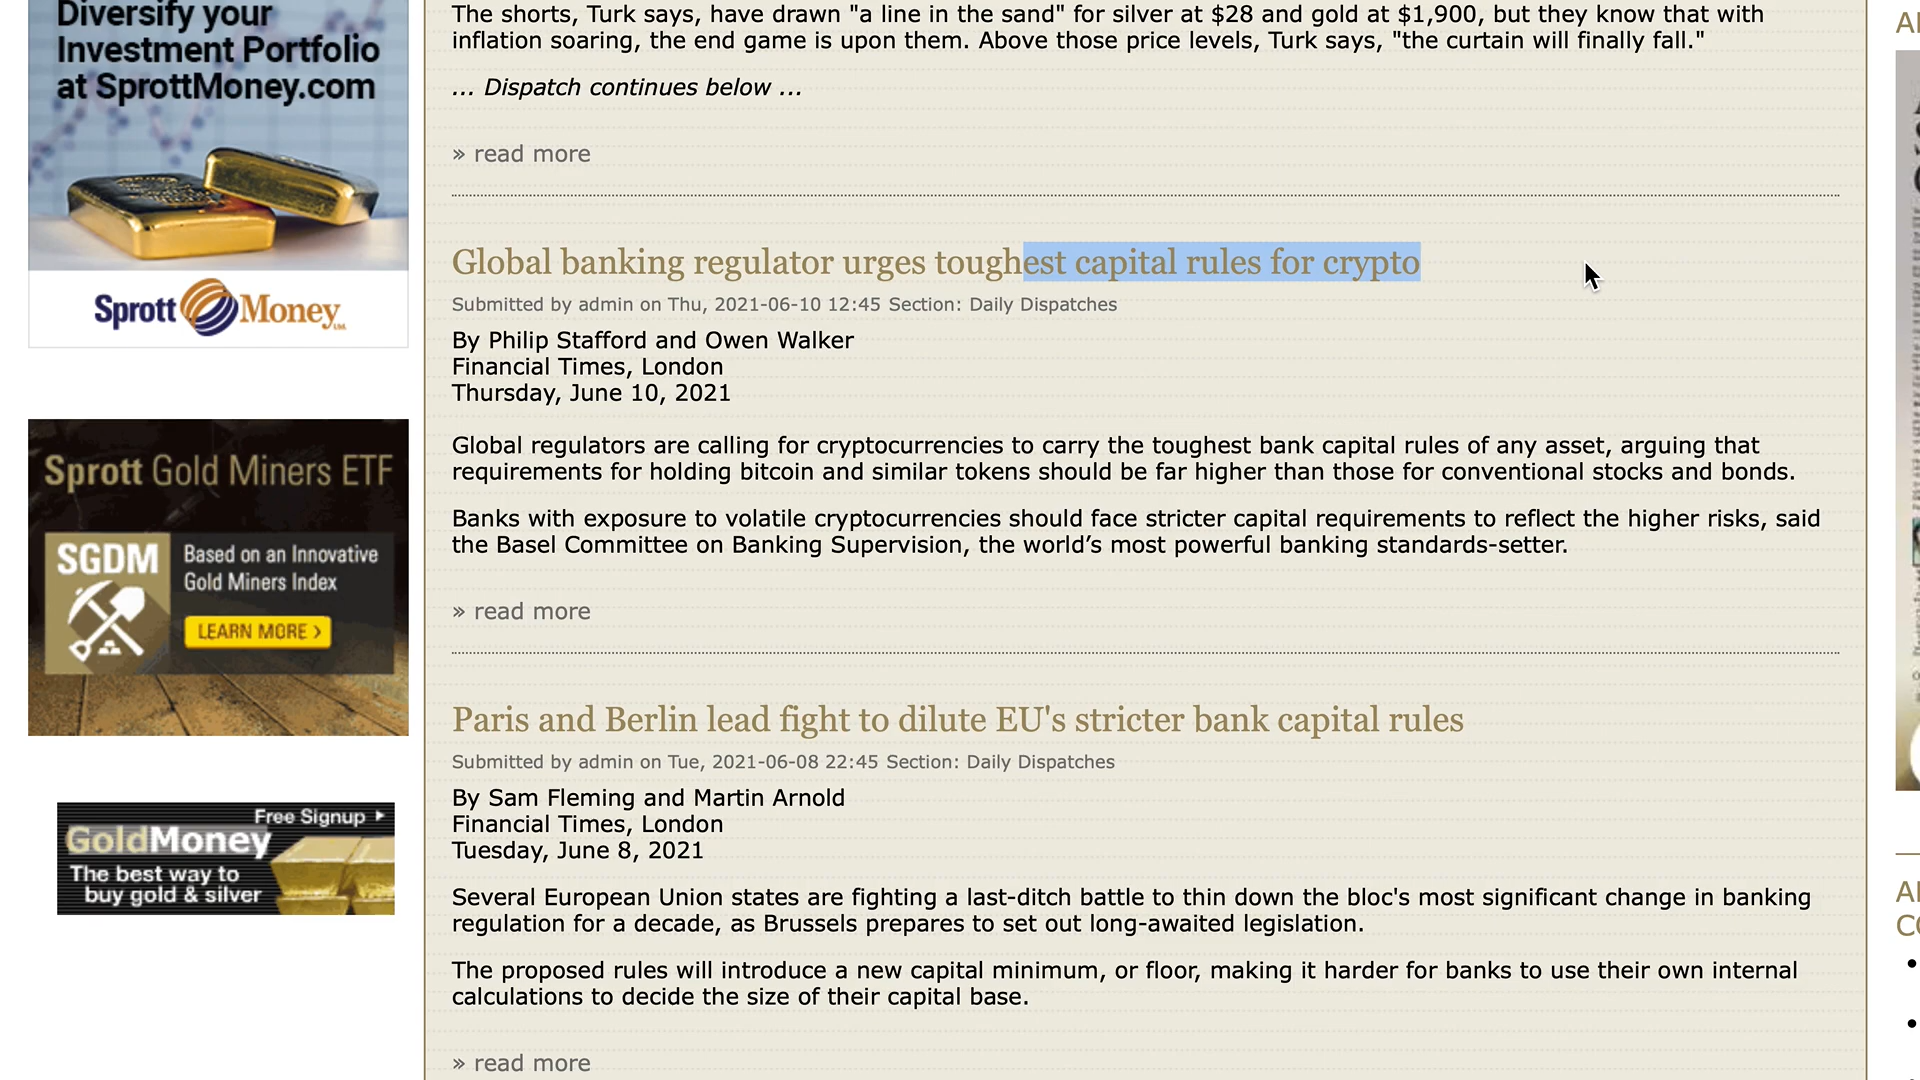 Diversify your
Investment Portfolio
at SprottMoney.com
Sprott Money
Sprott Gold Miners ETF
SGDM
Based on an Innovative
Gold Miners Index
LEARN MORE >
Free Signup
GoldMoney
The best way to
buy gold & silver
The shorts, Turk says, have drawn "a line in the sand" for silver at $28 and gold at $1,900, but they know that with
inflation soaring, the end game is upon them. Above those price levels, Turk says, "the curtain will finally fall."
... Dispatch continues below ...
» read more
Global banking regulator urges toughest capital rules for crypto
Submitted by admin on Thu, 2021-06-10 12:45 Section: Daily Dispatches
By Philip Stafford and Owen Walker
Financial Times, London
Thursday, June 10, 2021
Global regulators are calling for cryptocurrencies to carry the toughest bank capital rules of any asset, arguing that
requirements for holding bitcoin and similar tokens should be far higher than those for conventional stocks and bonds.
Banks with exposure to volatile cryptocurrencies should face stricter capital requirements to reflect the higher risks, said
the Basel Committee on Banking Supervision, the world’s most powerful banking standards-setter.
» read more
Paris and Berlin lead fight to dilute EU's stricter bank capital rules
Submitted by admin on Tue, 2021-06-08 22:45 Section: Daily Dispatches
By Sam Fleming and Martin Arnold
Financial Times, London
Tuesday, June 8, 2021
Several European Union states are fighting a last-ditch battle to thin down the bloc's most significant change in banking
regulation for a decade, as Brussels prepares to set out long-awaited legislation.
The proposed rules will introduce a new capital minimum, or floor, making it harder for banks to use their own internal
calculations to decide the size of their capital base.
» read more